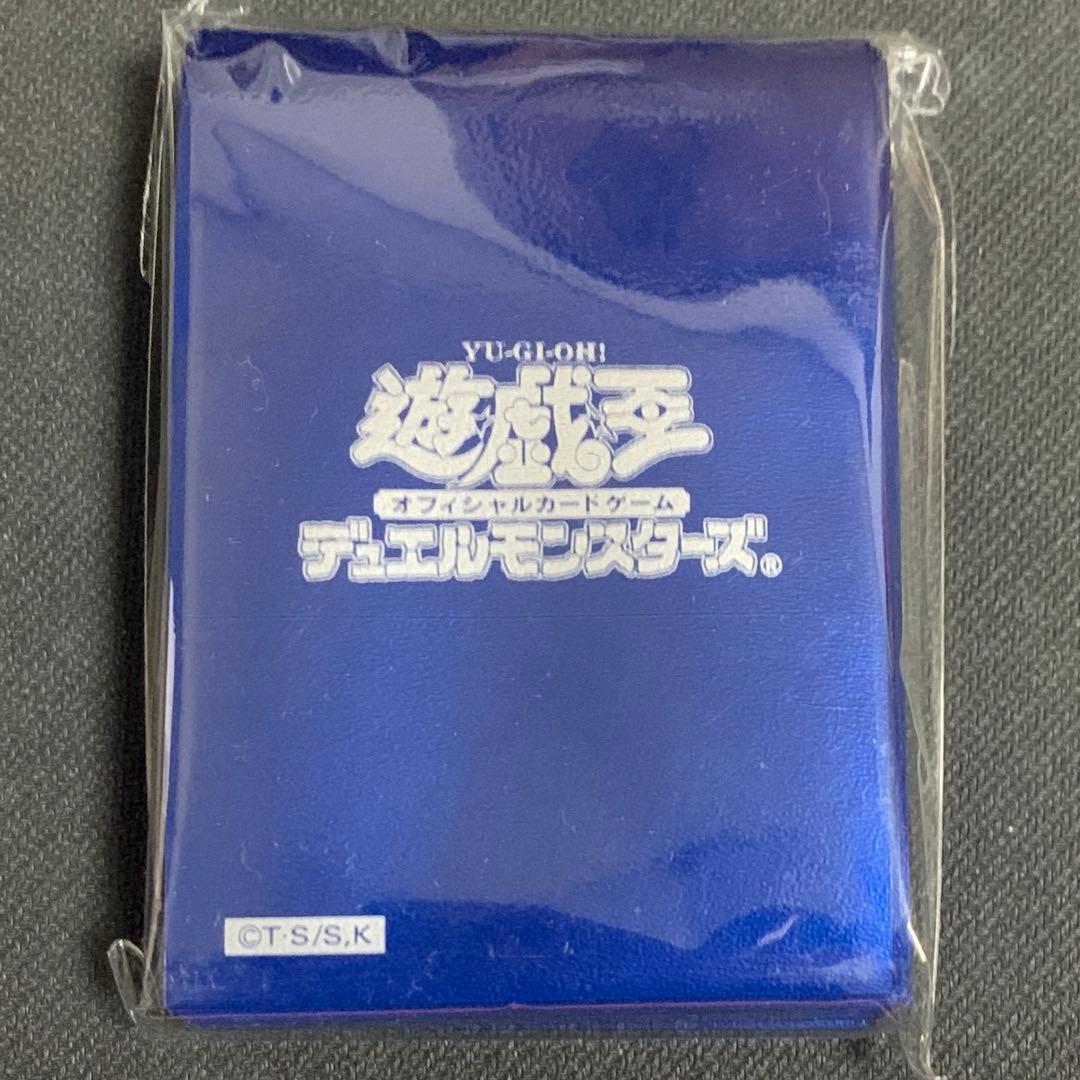 YU-GI-OH!
遊戯王
オフィシャルカードゲーム
デュエルモンスターズ®
©T·S/S,K